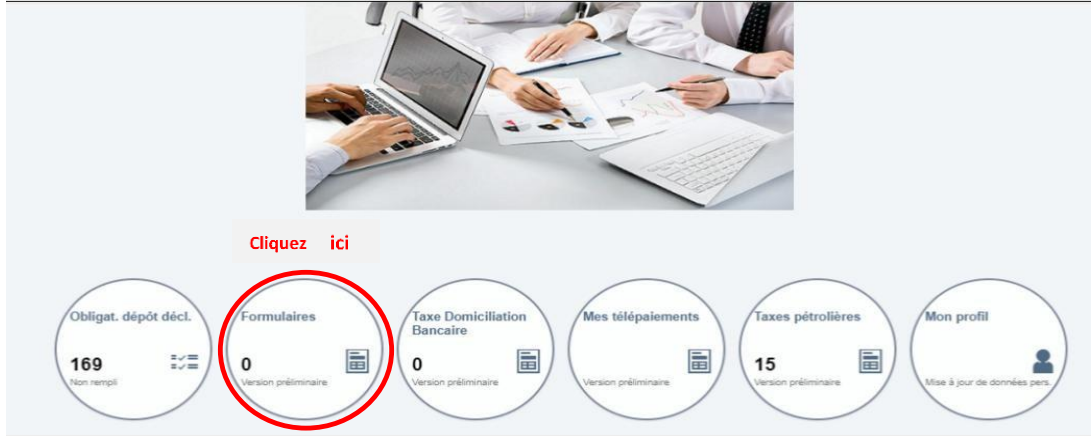 Cliquez ici
Obligat. dépôt décl.
169
Non rempli
Formulaires
0
Version préliminaire
Taxe Domiciliation
Bancaire
0
Version préliminaire
Mes télépaiements
Version préliminaire
Taxes pétrolières
15
Version préliminaire
Mon profil
Mise à jour de données pers.